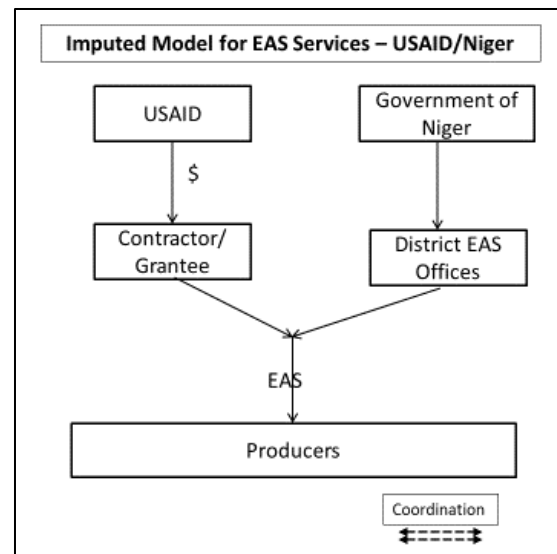 Imputed Model for EAS Services – USAID/Niger
USAID
Government of
Niger
$
Contractor/
Grantee
District EAS
Offices
EAS
Producers
Coordination